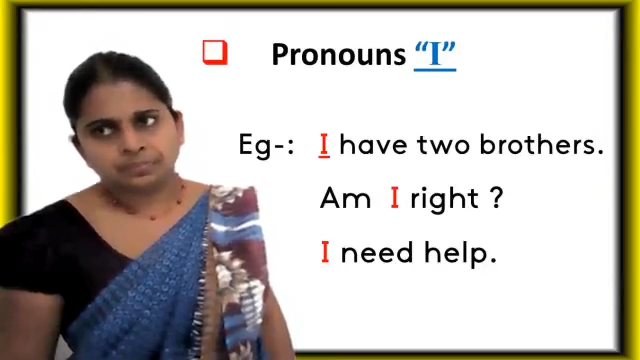 Pronouns “I”
Eg-: I have two brothers.
Am I right ?
I need help.